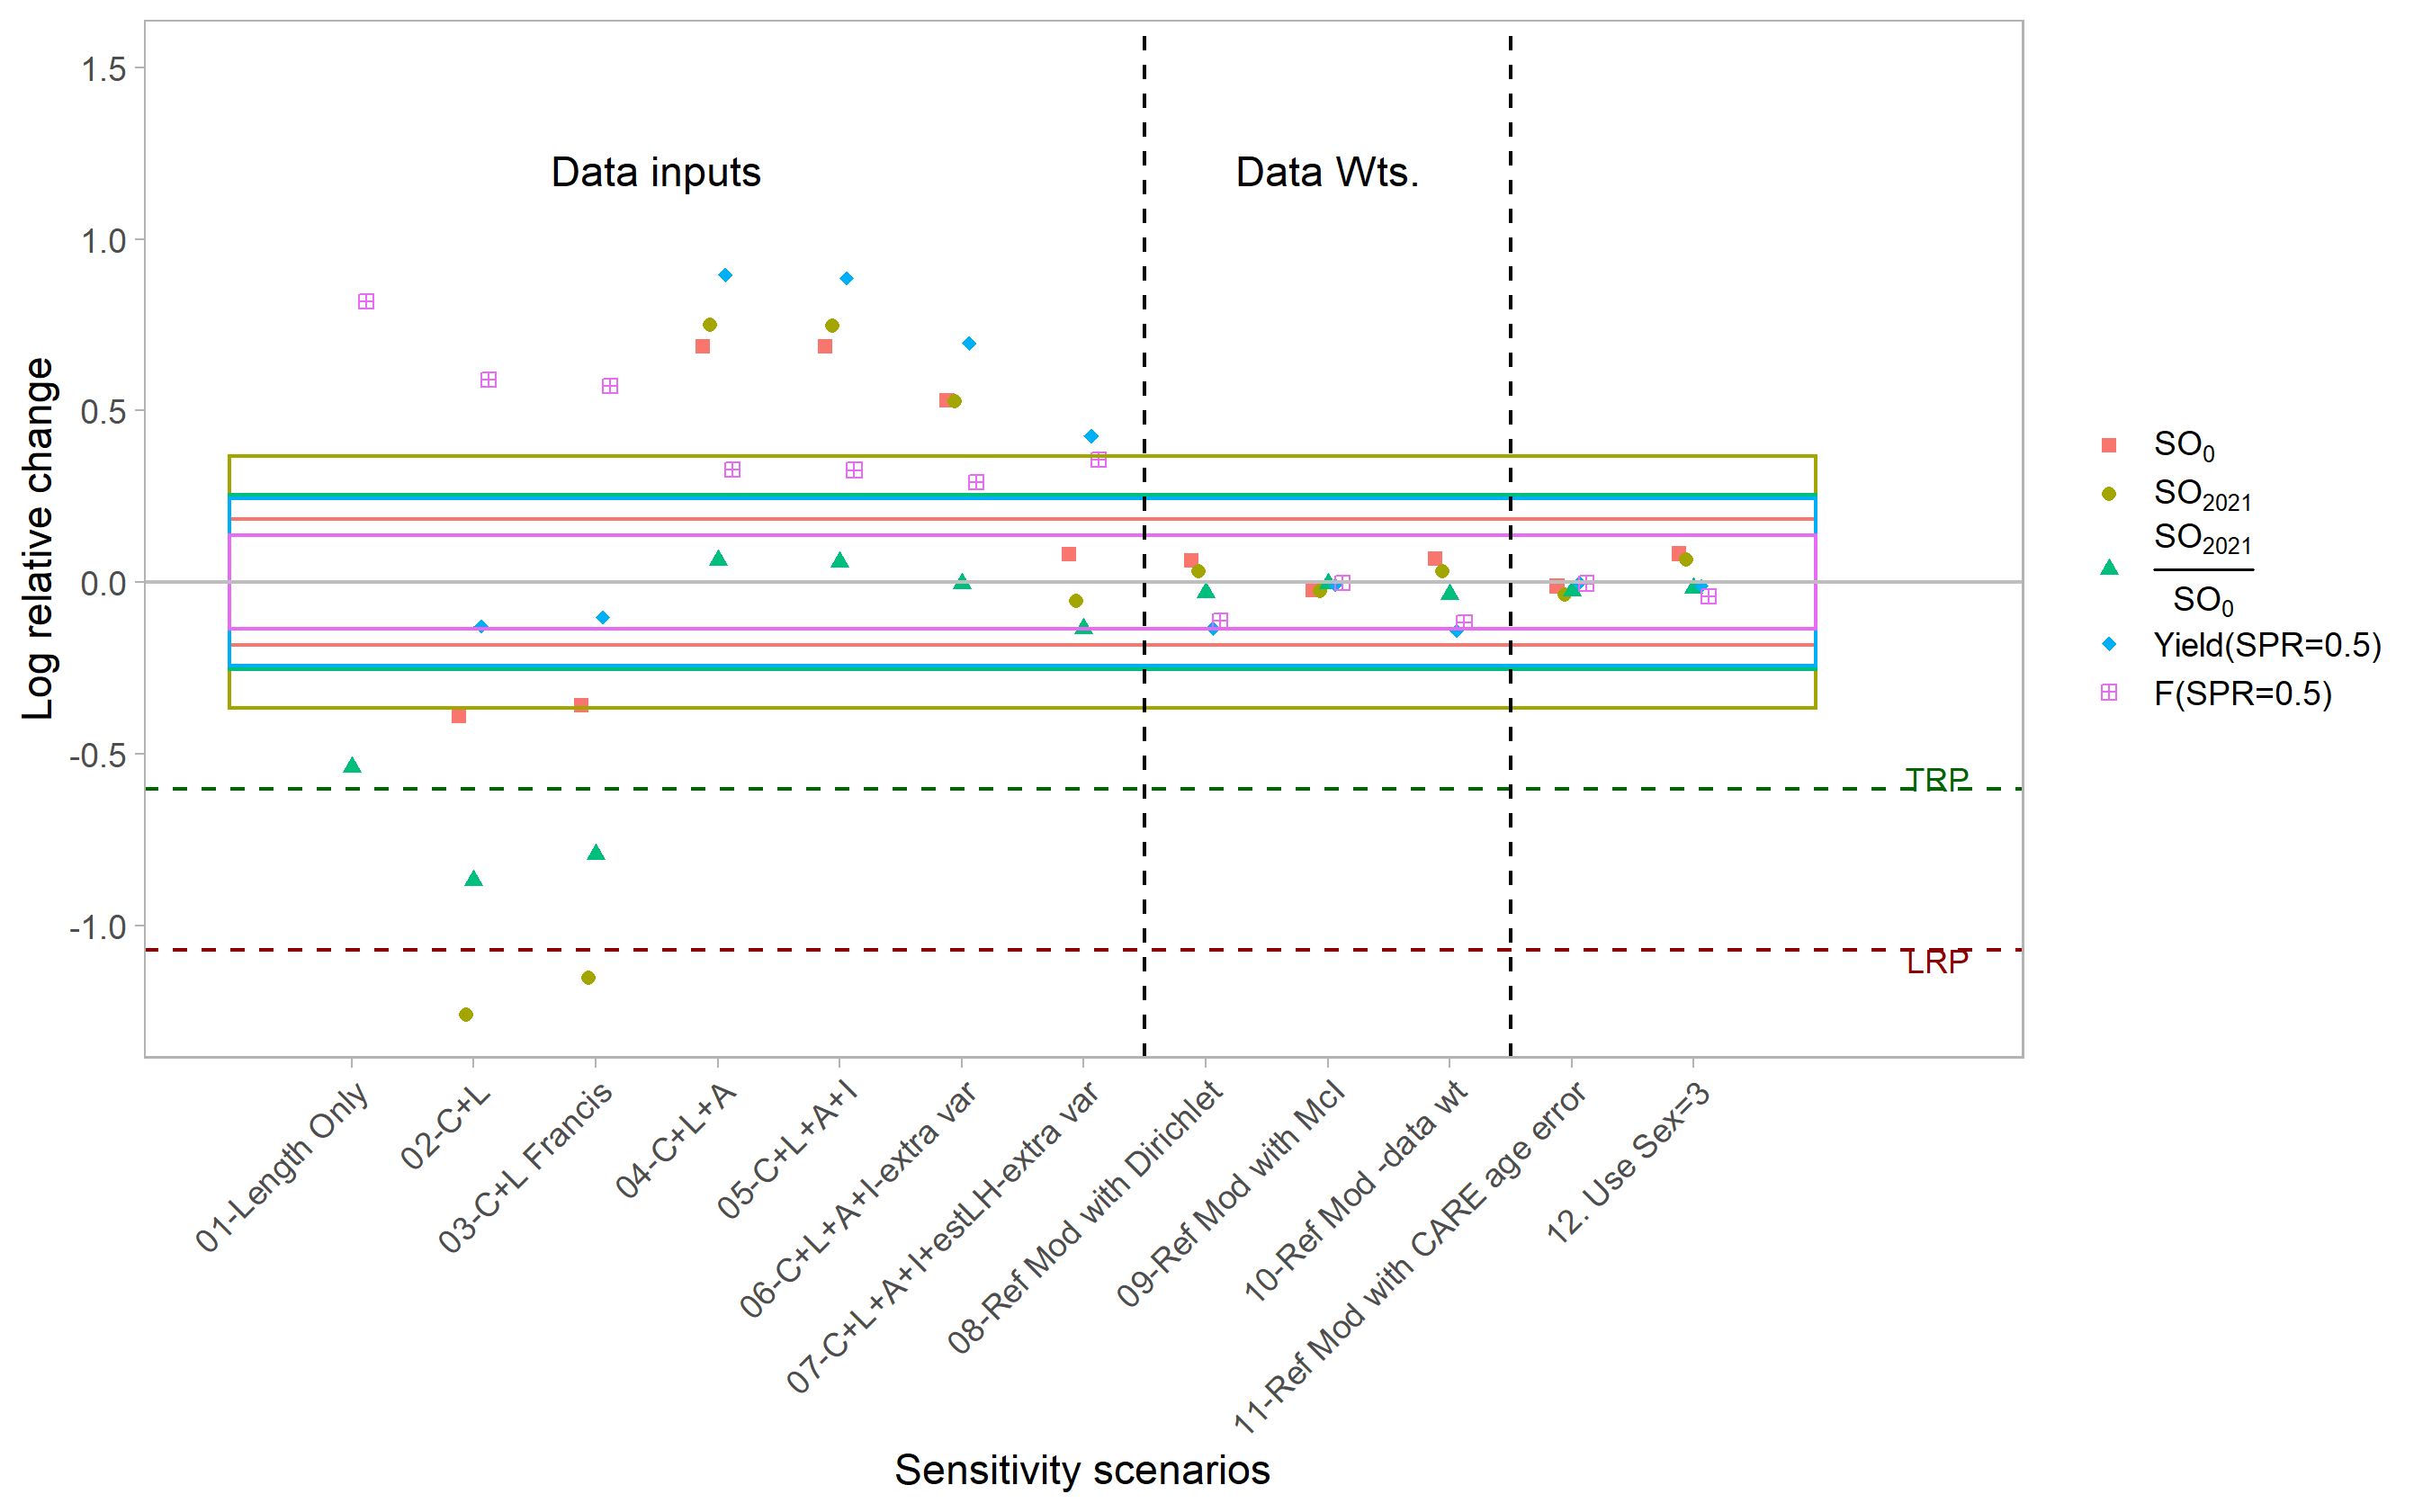 Log relative change
1.5
1.0
0.5
0.0
-0.5
-1.0
Data inputs
Data Wts.
TRP
LRP
01-Length Only
02-C+L
03-C+L Francis
04-C+L+A
05-C+L+A+I
06-C+L+A+I-extra var
07-C+L+A+I+estLH-extra var
08-Ref Mod with Dirichlet
09-Ref Mod with McI
10-Ref Mod -data wt
11-Ref Mod with CARE age error
12. Use Sex=3
Sensitivity scenarios
SO0
SO2021
SO2021
SO0
Yield(SPR=0.5)
F(SPR=0.5)